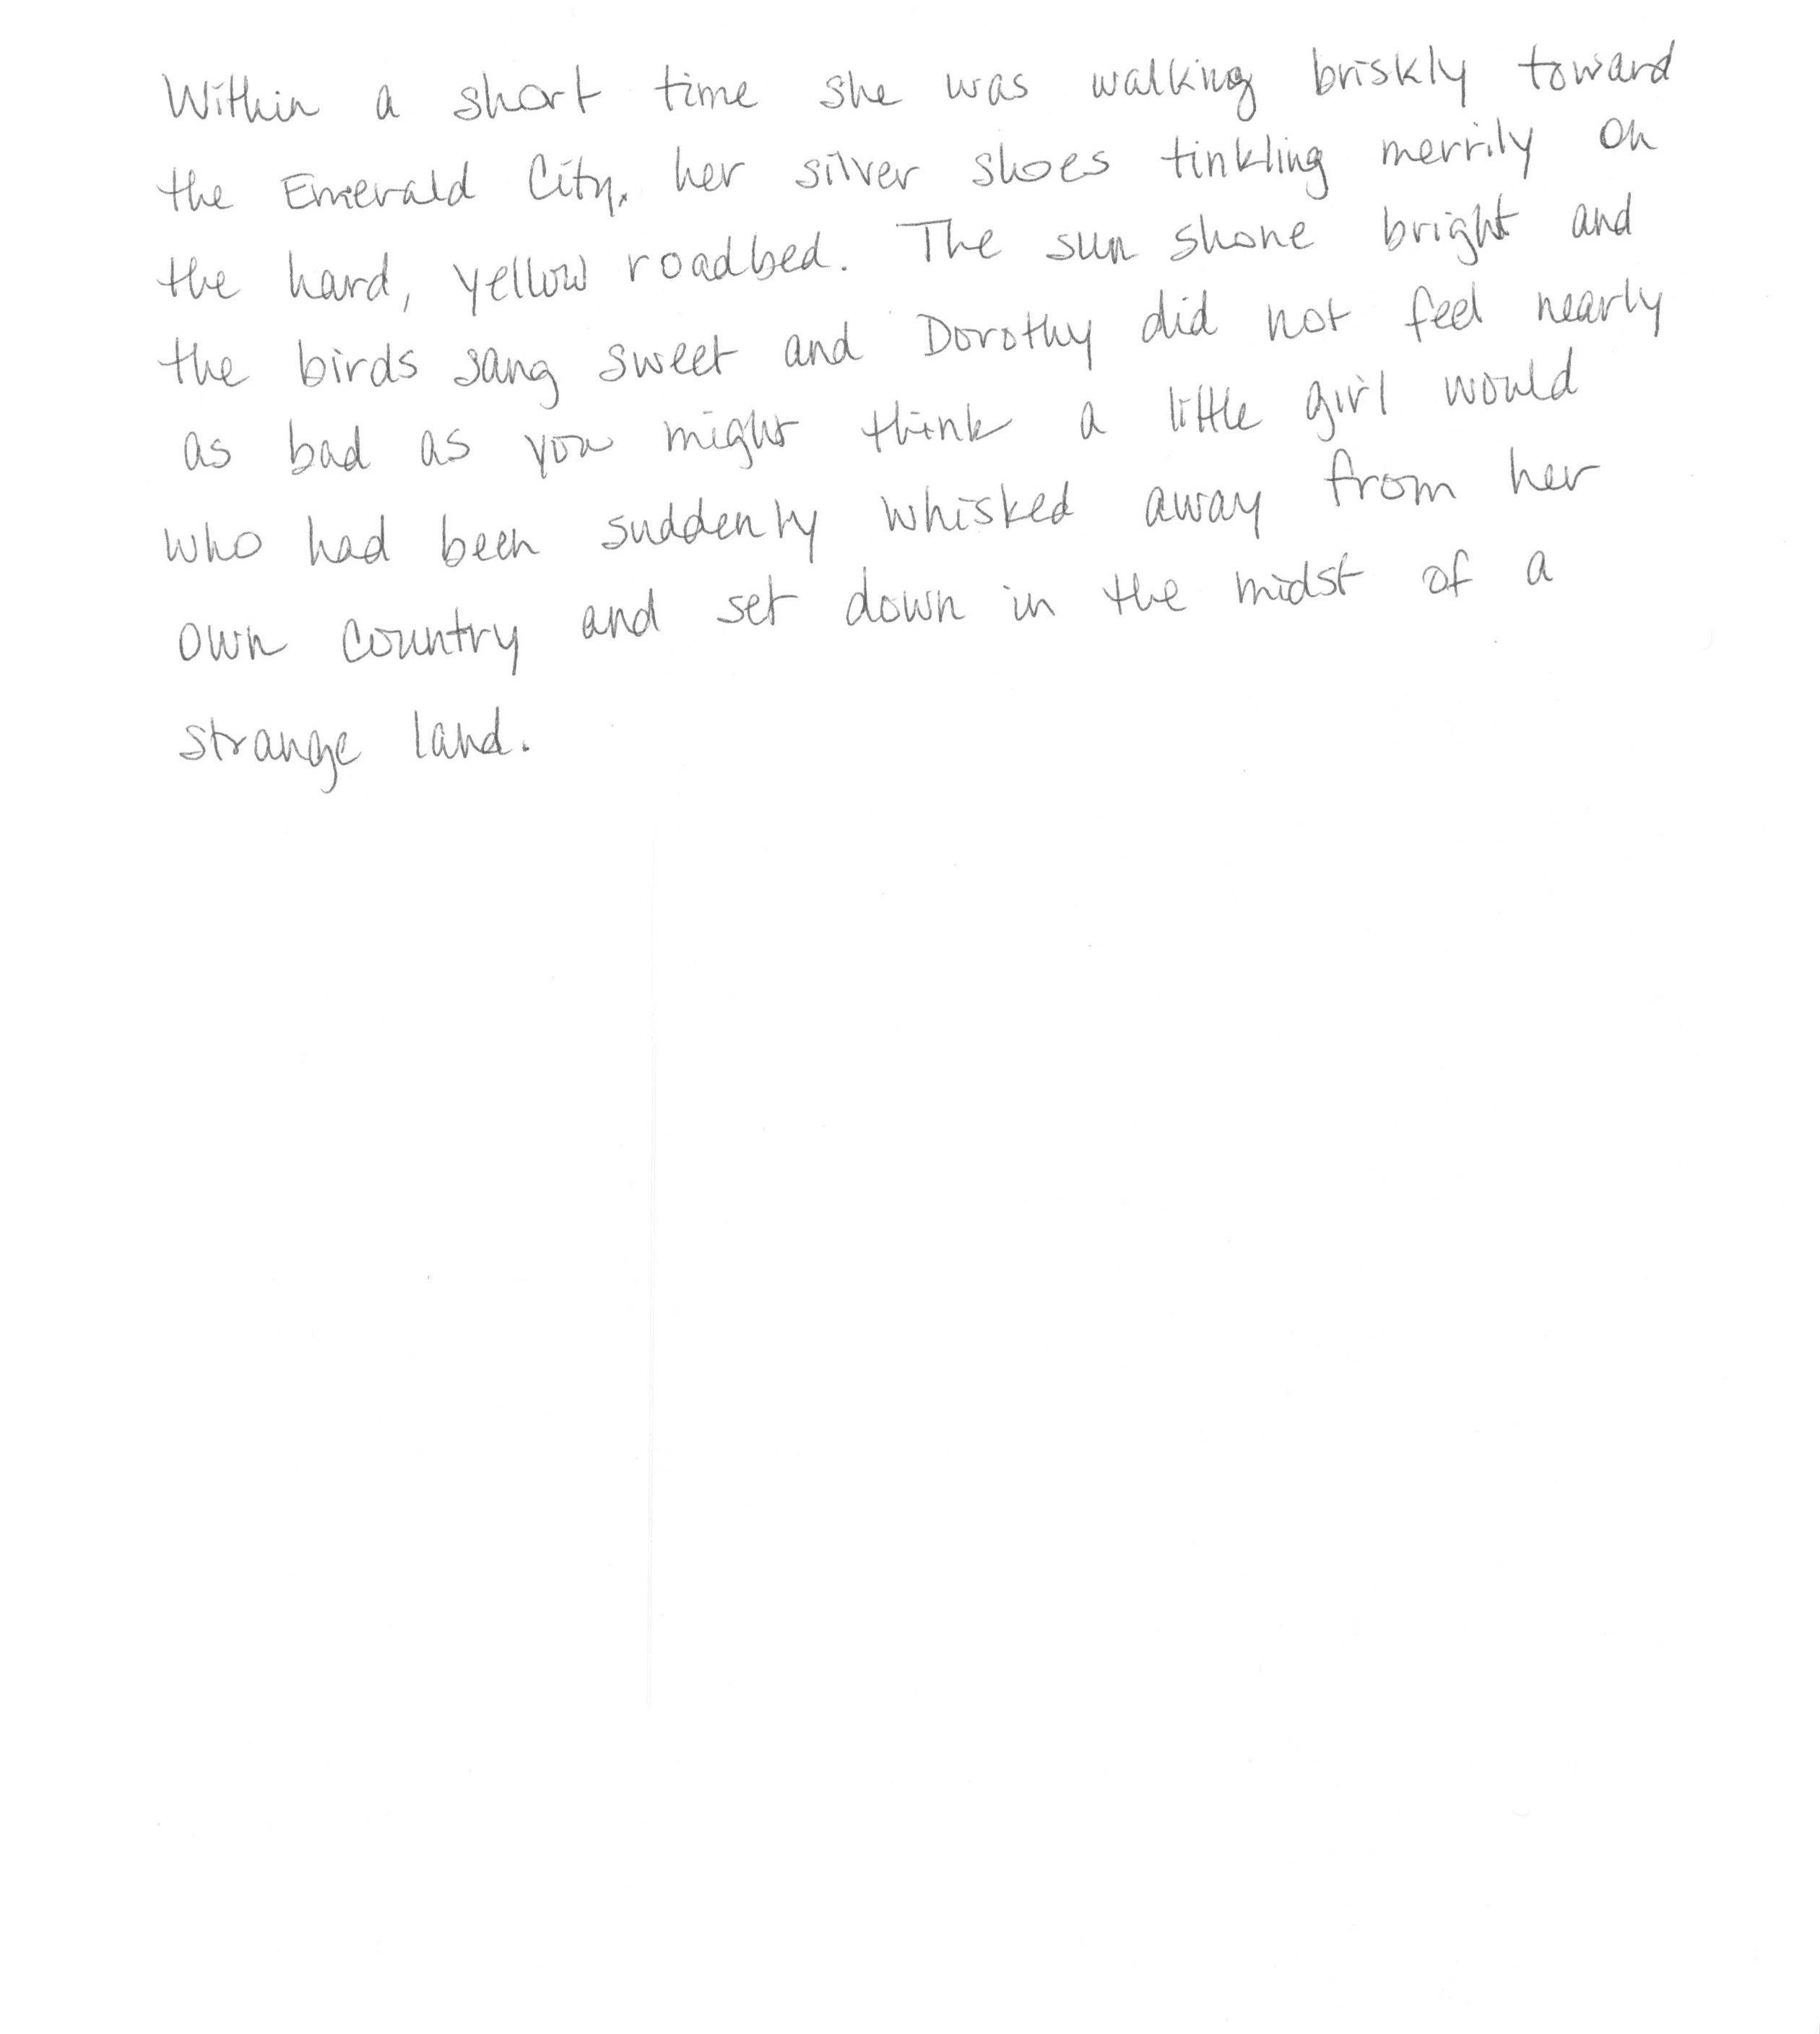 Within a short time she was walking briskly toward
the Emerald City, her silver shoes tinkling merrily on
the hard, yellow roadbed. The sun shone bright and
the birds sang sweet and Dorothy did not feel nearly
as bad as you might think a little girl would
who had been suddenly whisked away from her
own country and set down in the midst of a
strange land.